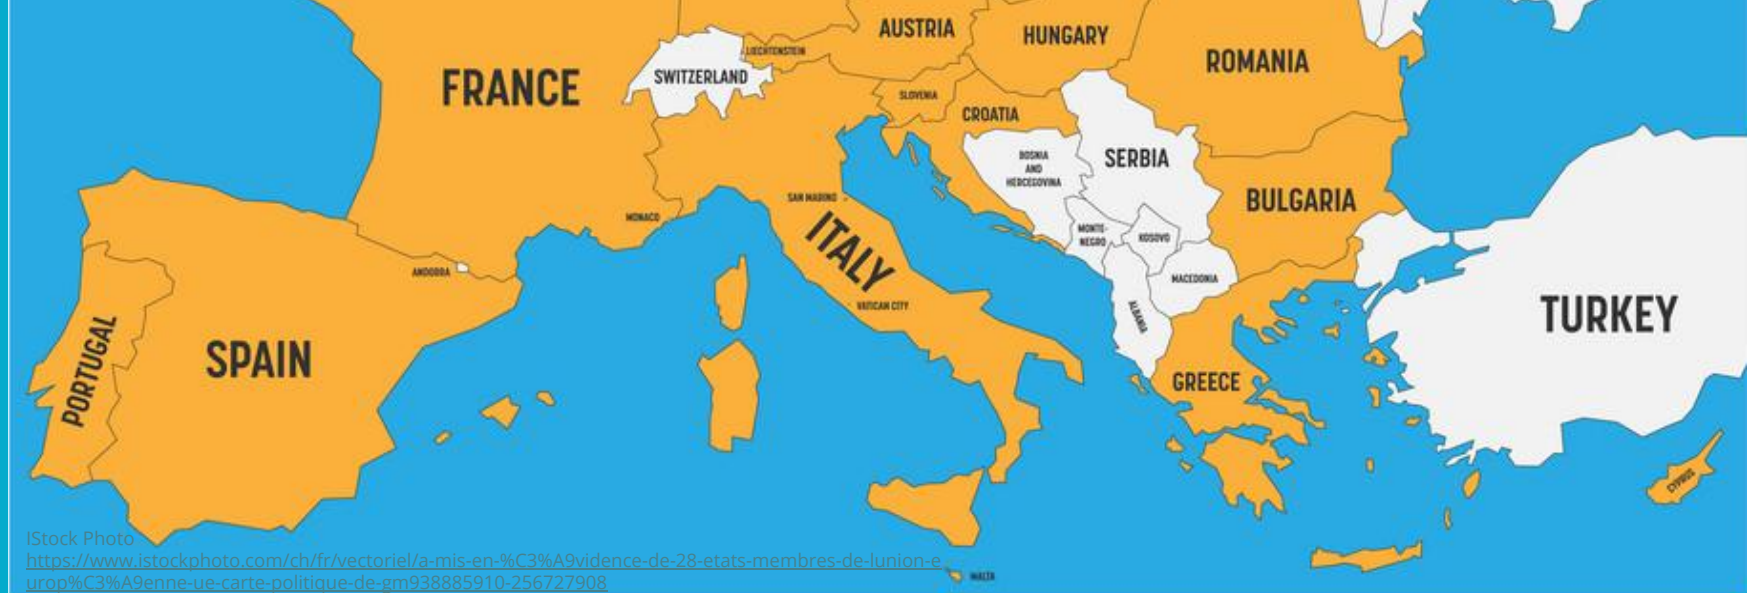 AUSTRIA
HUNGARY
ROMANIA
LIECHTENSTEIN
SWITZERLAND
FRANCE
SLOVENIA
CROATIA
BOSNIA
AND
HERCEGOVINA
SERBIA
BULGARIA
SAN MARINO
MONACO
ITALY
MONTE-
NEGRO
KOSOVO
ANDORRA
MACEDONIA
VATICAN CITY
ALBANIA
TURKEY
PORTUGAL
SPAIN
GREECE
CYPRUS
IStock Photo
https://www.istockphoto.com/ch/fr/vectoriel/a-mis-en-%C3%A9vidence-de-28-etats-membres-de-lunion-e
urop%C3%A9enne-ue-carte-politique-de-gm938885910-256727908
MALTA